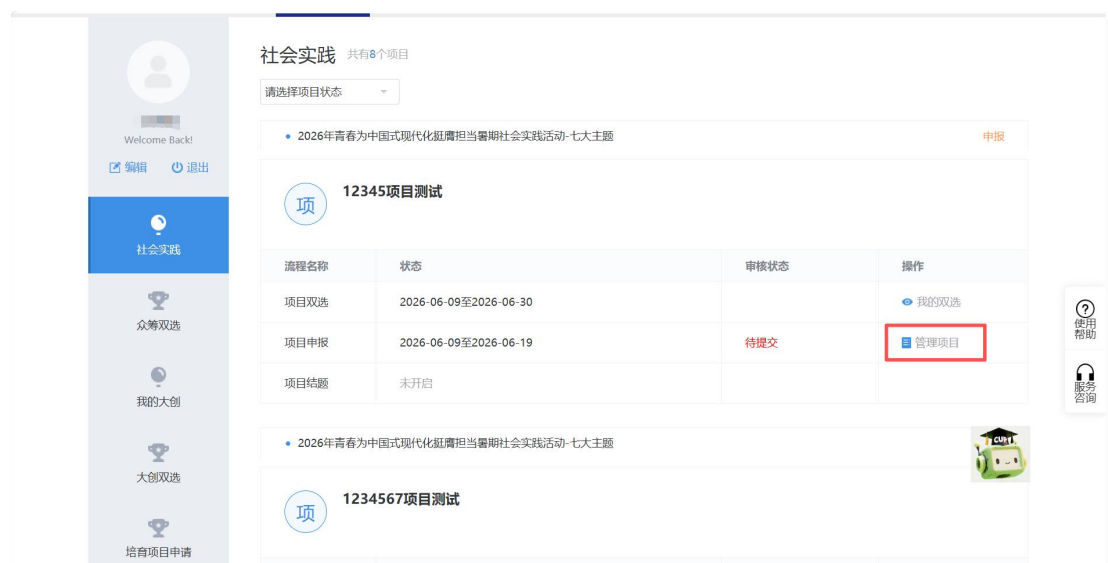 社会实践 共有8个项目
请选择项目状态
Welcome Back!
编辑 退出
社会实践
众筹双选
我的大创
大创双选
培育项目申请
2026年青春为中国式现代化挺膺担当暑期社会实践活动-七大主题 申报
项 12345项目测试
流程名称 状态 审核状态 操作
项目双选 2026-06-09至2026-06-30 我的双选
项目申报 2026-06-09至2026-06-19 待提交 管理项目
项目结题 未开启
2026年青春为中国式现代化挺膺担当暑期社会实践活动-七大主题
项 1234567项目测试
使用
帮助
服务
咨询